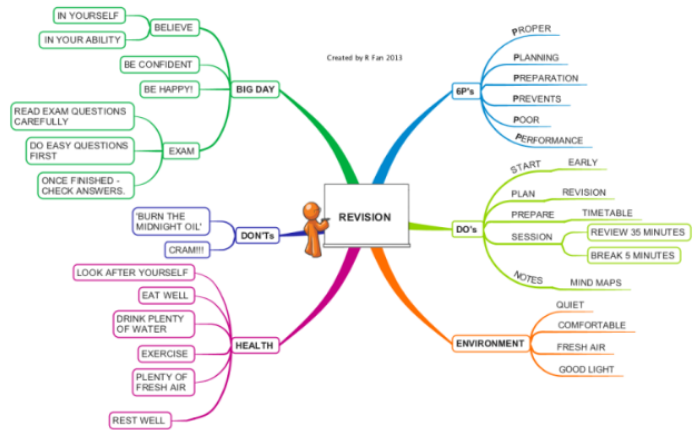 Created by R Fan 2013
REVISION
6P's
PROPER
PLANNING
PREPARATION
PREVENTS
POOR
PERFORMANCE
DO's
START
EARLY
PLAN
REVISION
PREPARE
TIMETABLE
SESSION
REVIEW 35 MINUTES
BREAK 5 MINUTES
NOTES
MIND MAPS
ENVIRONMENT
QUIET
COMFORTABLE
FRESH AIR
GOOD LIGHT
BIG DAY
BELIEVE
IN YOURSELF
IN YOUR ABILITY
BE CONFIDENT
BE HAPPY!
EXAM
READ EXAM QUESTIONS
CAREFULLY
DO EASY QUESTIONS
FIRST
ONCE FINISHED -
CHECK ANSWERS.
DON'Ts
'BURN THE
MIDNIGHT OIL'
CRAM!!!
HEALTH
LOOK AFTER YOURSELF
EAT WELL
DRINK PLENTY
OF WATER
EXERCISE
PLENTY OF
FRESH AIR
REST WELL